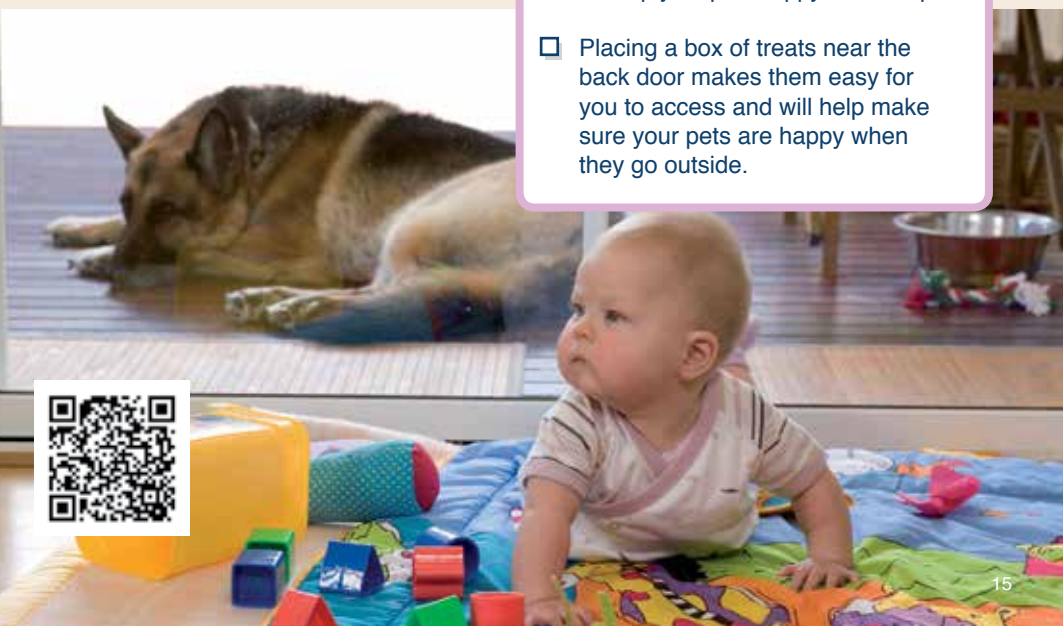 Placing a box of treats near the
back door makes them easy for
you to access and will help make
sure your pets are happy when
they go outside.
15